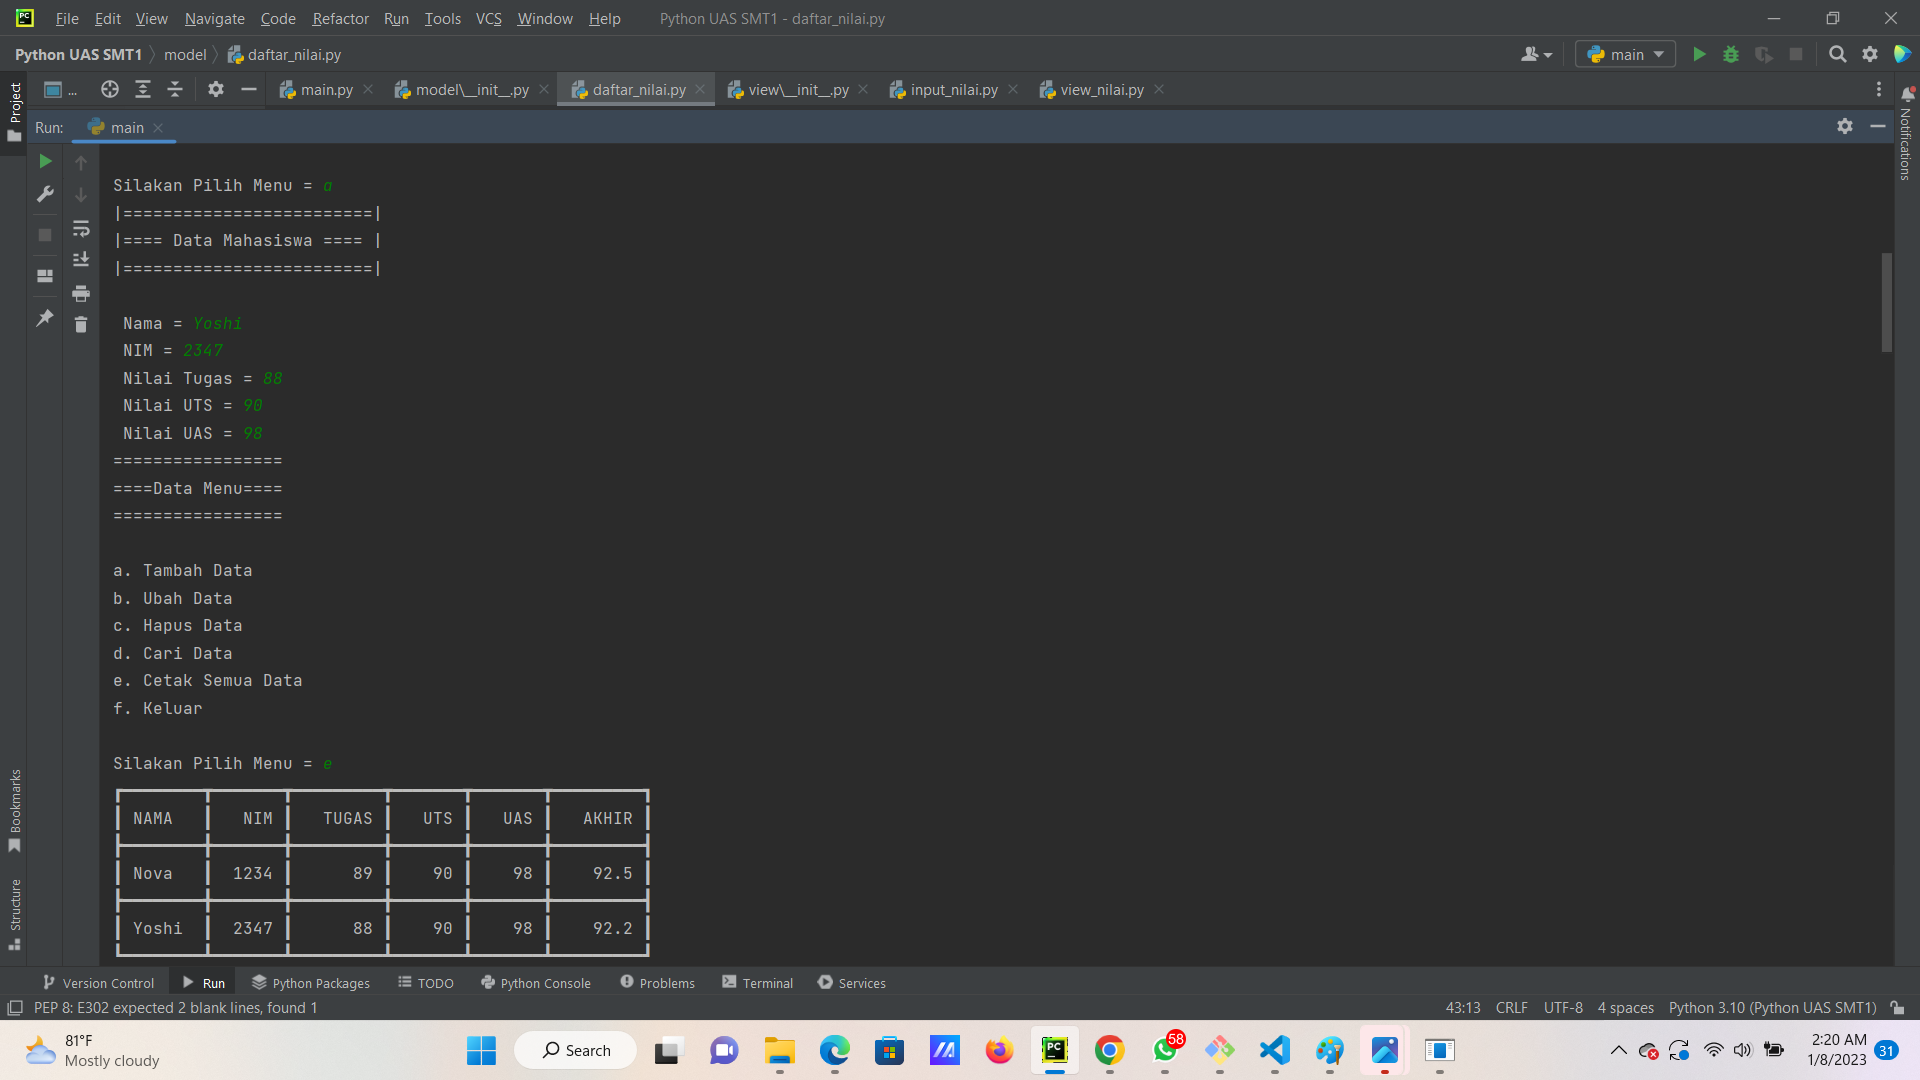 File Edit View Navigate Code Refactor Run Tools VCS Window Help Python UAS SMT1 - daftar_nilai.py
Python UAS SMT1 model daftar_nilai.py main
Project
... main.py model\__init__.py daftar_nilai.py view\__init__.py input_nilai.py view_nilai.py
Notifications
Run: main
Silakan Pilih Menu = a
|=========================|
|==== Data Mahasiswa ==== |
|=========================|
Nama = Yoshi
NIM = 2347
Nilai Tugas = 88
Nilai UTS = 90
Nilai UAS = 98
=================
====Data Menu====
=================
a. Tambah Data
b. Ubah Data
c. Hapus Data
d. Cari Data
e. Cetak Semua Data
f. Keluar
Silakan Pilih Menu = e
NAMA NIM TUGAS UTS UAS AKHIR
Nova 1234 89 90 98 92.5
Yoshi 2347 88 90 98 92.2
Bookmarks
Structure
Version Control Run Python Packages TODO Python Console Problems Terminal Services
PEP 8: E302 expected 2 blank lines, found 1 43:13 CRLF UTF-8 4 spaces Python 3.10 (Python UAS SMT1)
81°F
Mostly cloudy
Search
PC
58
2:20 AM
1/8/2023
31